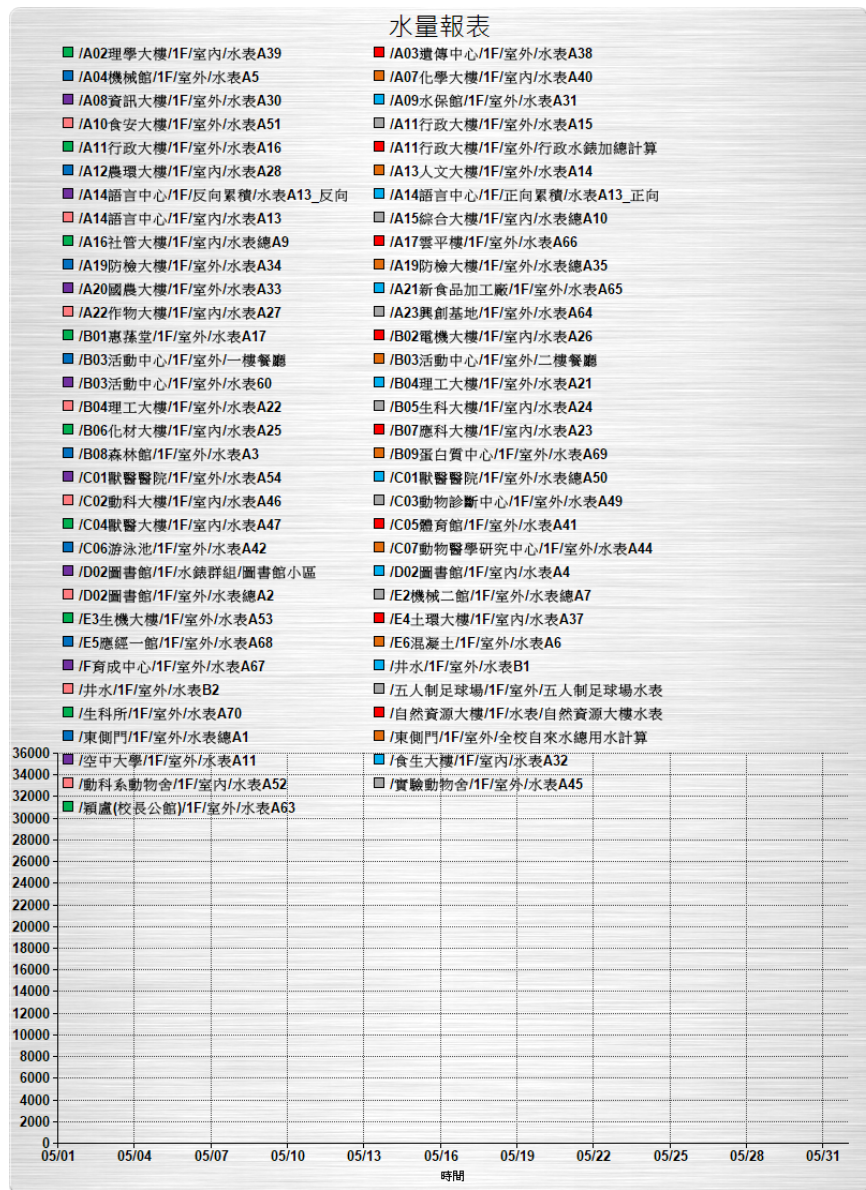 水量報表
/A02理學大樓/1F/室內/水表A39 /A03遺傳中心/1F/室外/水表A38
/A04機械館/1F/室外/水表A5 /A07化學大樓/1F/室內/水表A40
/A08資訊大樓/1F/室外/水表A30 /A09水保館/1F/室外/水表A31
/A10食安大樓/1F/室外/水表A51 /A11行政大樓/1F/室外/水表A15
/A11行政大樓/1F/室外/水表A16 /A11行政大樓/1F/室外/行政水錶加總計算
/A12農環大樓/1F/室內/水表A28 /A13人文大樓/1F/室外/水表A14
/A14語言中心/1F/反向累積/水表A13_反向 /A14語言中心/1F/正向累積/水表A13_正向
/A14語言中心/1F/室內/水表A13 /A15綜合大樓/1F/室內/水表總A10
/A16社管大樓/1F/室內/水表總A9 /A17雲平樓/1F/室外/水表A66
/A19防檢大樓/1F/室外/水表A34 /A19防檢大樓/1F/室外/水表總A35
/A20國農大樓/1F/室外/水表A33 /A21新食品加工廠/1F/室外/水表A65
/A22作物大樓/1F/室內/水表A27 /A23興創基地/1F/室外/水表A64
/B01惠蓀堂/1F/室外/水表A17 /B02電機大樓/1F/室內/水表A26
/B03活動中心/1F/室外/一樓餐廳 /B03活動中心/1F/室外/二樓餐廳
/B03活動中心/1F/室外/水表60 /B04理工大樓/1F/室外/水表A21
/B04理工大樓/1F/室外/水表A22 /B05生科大樓/1F/室內/水表A24
/B06化材大樓/1F/室內/水表A25 /B07應科大樓/1F/室內/水表A23
/B08森林館/1F/室外/水表A3 /B09蛋白質中心/1F/室外/水表A69
/C01獸醫醫院/1F/室外/水表A54 /C01獸醫醫院/1F/室外/水表總A50
/C02動科大樓/1F/室內/水表A46 /C03動物診斷中心/1F/室外/水表A49
/C04獸醫大樓/1F/室內/水表A47 /C05體育館/1F/室外/水表A41
/C06游泳池/1F/室外/水表A42 /C07動物醫學研究中心/1F/室外/水表A44
/D02圖書館/1F/水錶群組/圖書館小區 /D02圖書館/1F/室內/水表A4
/D02圖書館/1F/室外/水表總A2 /E2機械二館/1F/室外/水表總A7
/E3生機大樓/1F/室外/水表A53 /E4土環大樓/1F/室內/水表A37
/E5應經一館/1F/室外/水表A68 /E6混凝土/1F/室外/水表A6
/F育成中心/1F/室外/水表A67 /井水/1F/室外/水表B1
/井水/1F/室外/水表B2 /五人制足球場/1F/室外/五人制足球場水表
/生科所/1F/室外/水表A70 /自然資源大樓/1F/水表/自然資源大樓水表
/東側門/1F/室外/水表總A1 /東側門/1F/室外/全校自來水總用水計算
36000 /空中大學/1F/室外/水表A11 /食生大樓/1F/室內/水表A32
34000 /動科系動物舍/1F/室內/水表A52 /實驗動物舍/1F/室外/水表A45
32000 /穎廬(校長公館)/1F/室外/水表A63
30000
28000
26000
24000
22000
20000
18000
16000
14000
12000
10000
8000
6000
4000
2000
0
05/01 05/04 05/07 05/10 05/13 05/16 05/19 05/22 05/25 05/28 05/31
時間